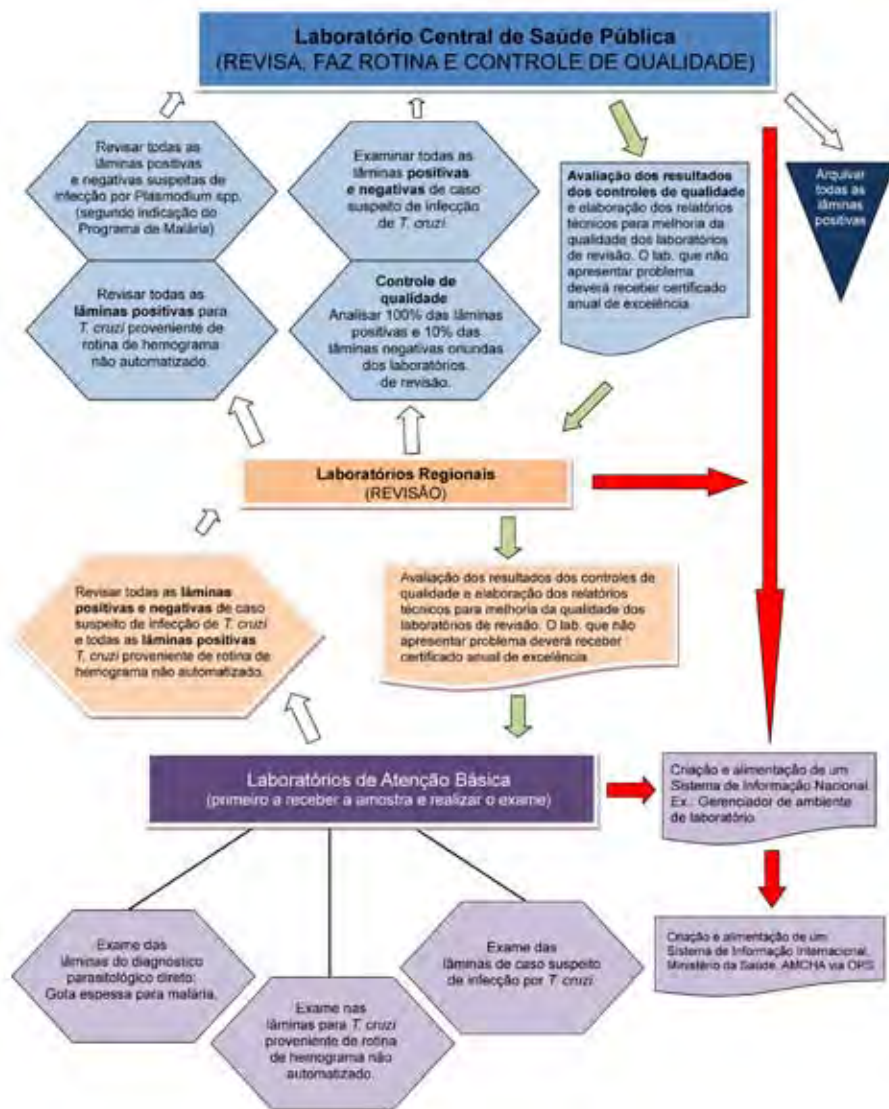 Laboratório Central de Saúde Pública
(REVISA, FAZ ROTINA E CONTROLE DE QUALIDADE)
Revisar todas as
lâminas positivas
e negativas suspeitas de
infecção por Plasmodium spp.
(segundo indicação do
Programa de Malária)
Examinar todas as
lâminas positivas
e negativas de caso
suspeito de infecção
de T. cruzi
Avaliação dos resultados
dos controles de qualidade
e elaboração dos relatórios
técnicos para melhoria da
qualidade dos laboratórios
de revisão. O lab. que não
apresentar problema
deverá receber certificado
anual de excelência.
Arquivar
todas as
lâminas
positivas
Revisar todas as
lâminas positivas para
T. cruzi proveniente de
rotina de hemograma
não automatizado.
Controle de
qualidade
Analisar 100% das lâminas
positivas e 10% das
lâminas negativas oriundas
dos laboratórios
de revisão.
Laboratórios Regionais
(REVISÃO)
Revisar todas as lâminas
positivas e negativas de caso
suspeito de infecção de T. cruzi
e todas as lâminas positivas
T. cruzi proveniente de rotina de
hemograma não automatizado.
Avaliação dos resultados dos controles de
qualidade e elaboração dos relatórios
técnicos para melhoria da qualidade dos
laboratórios de revisão. O lab. que não
apresentar problema deverá receber
certificado anual de excelência
Laboratórios de Atenção Básica
(primeiro a receber a amostra e realizar o exame)
Criação e alimentação de um
Sistema de Informação Nacional.
Ex.: Gerenciador de ambiente
de laboratório.
Exame das
lâminas do diagnóstico
parasitológico direto:
Gota espessa para malária.
Exame nas
lâminas para T. cruzi
proveniente de rotina
de hemograma não
automatizado.
Exame das
lâminas de caso suspeito
de infecção por T. cruzi.
Criação e alimentação de um
Sistema de Informação Internacional,
Ministério da Saúde, AMCHA via OPS